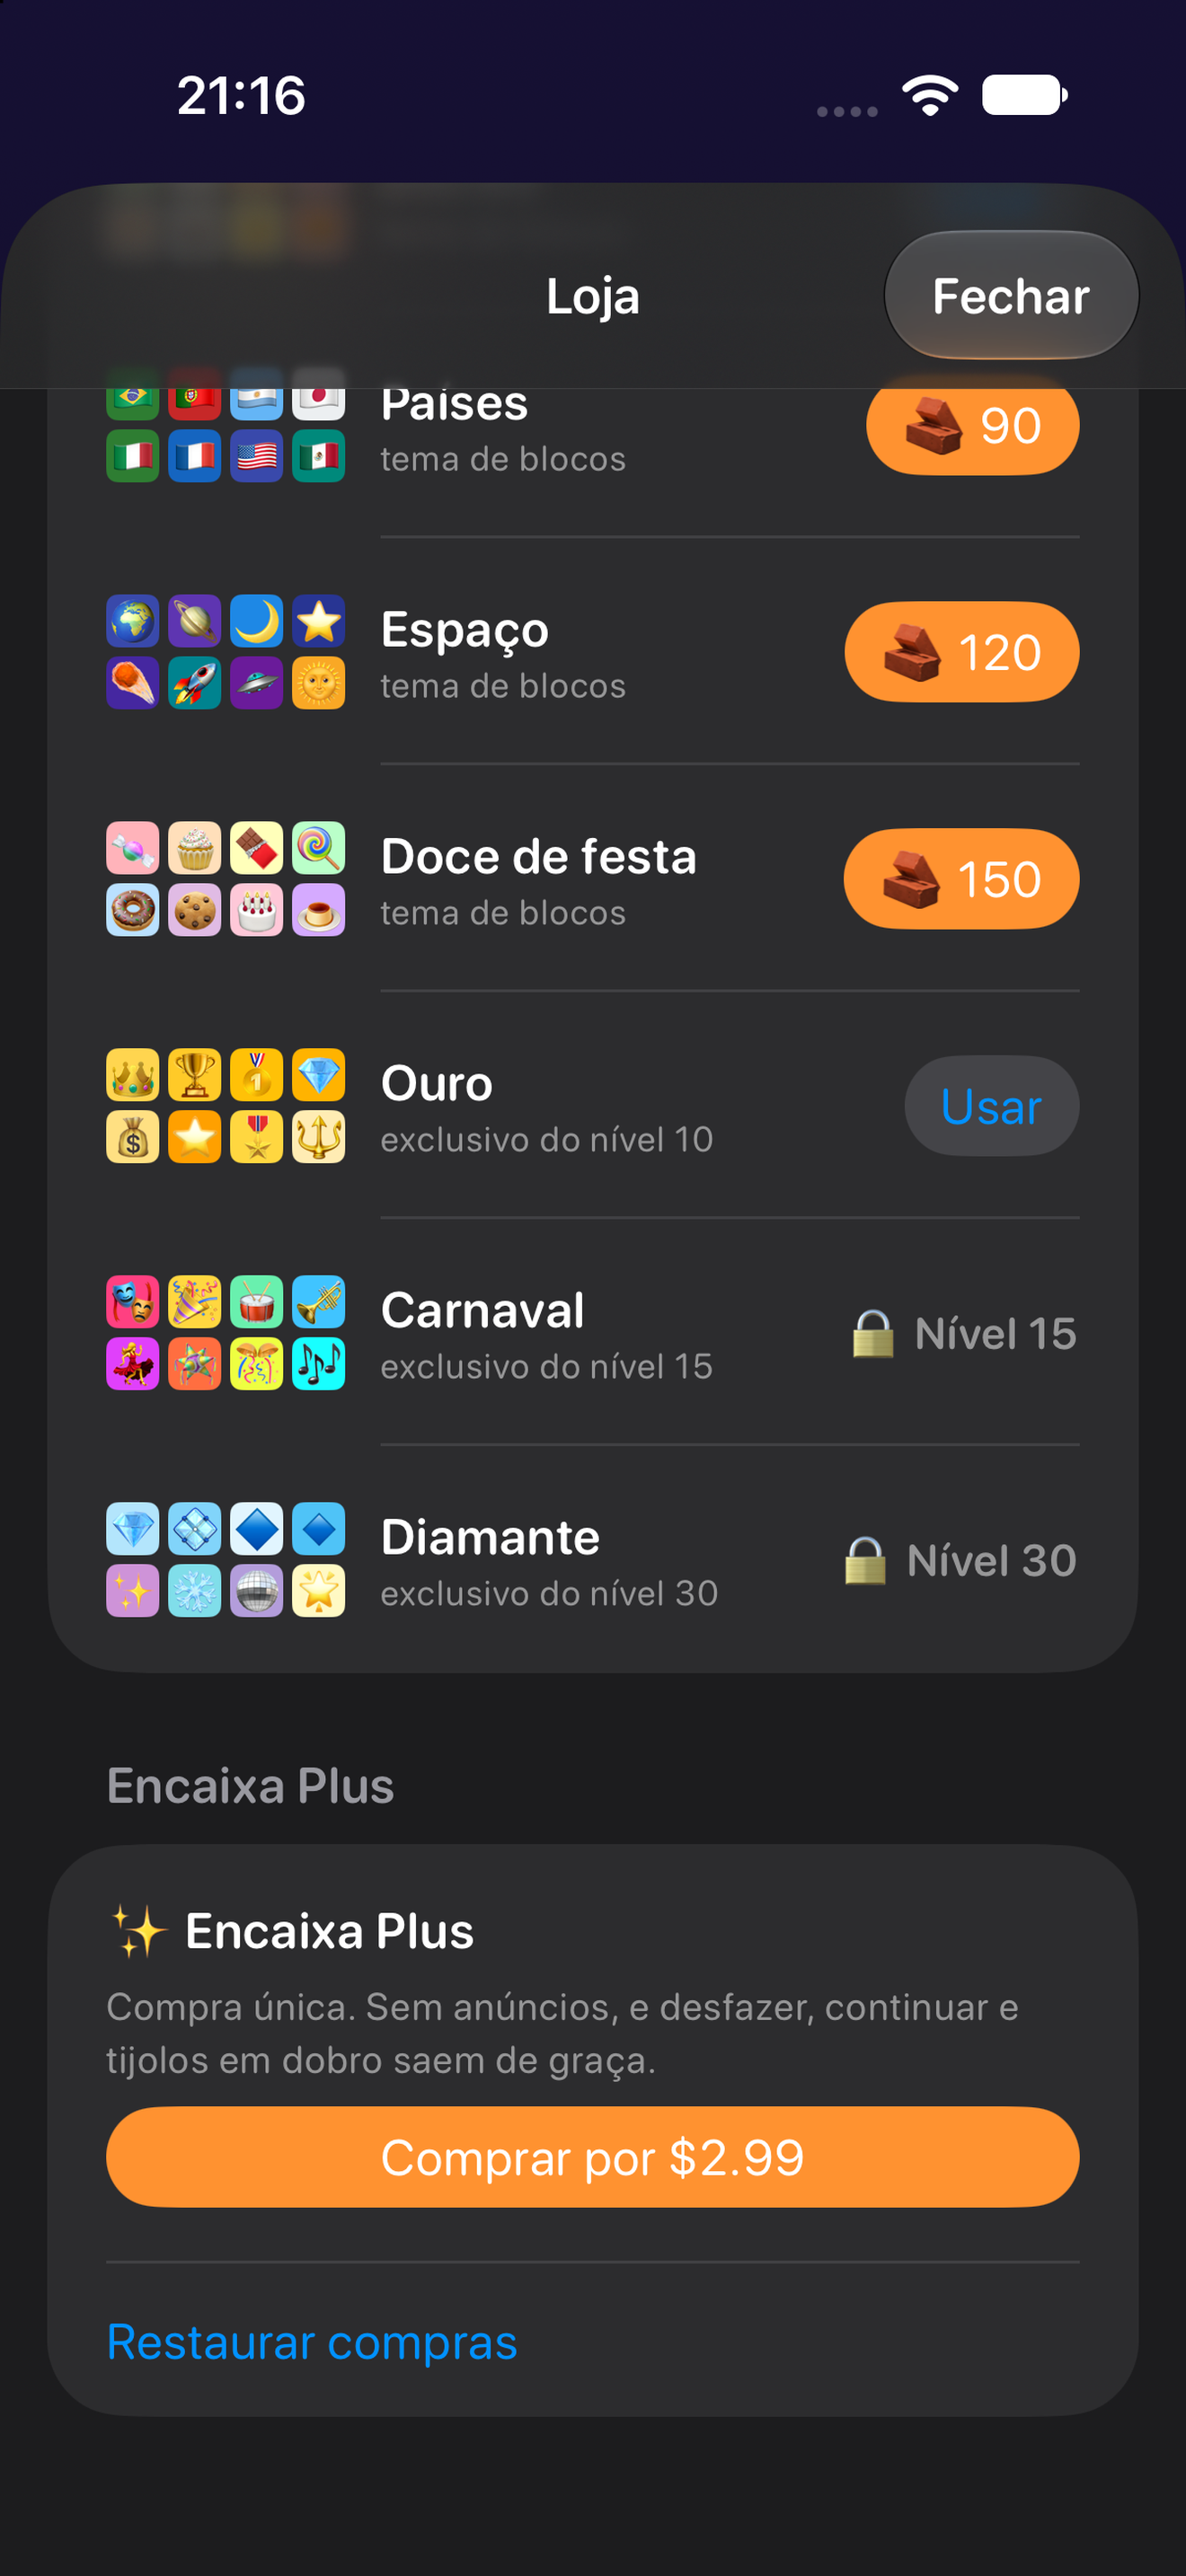 21:16
Loja
Fechar
Países
tema de blocos
90
Espaço
tema de blocos
120
Doce de festa
tema de blocos
150
Ouro
exclusivo do nível 10
Usar
Carnaval
exclusivo do nível 15
Nível 15
Diamante
exclusivo do nível 30
Nível 30
Encaixa Plus
Encaixa Plus
Compra única. Sem anúncios, e desfazer, continuar e
tijolos em dobro saem de graça.
Comprar por $2.99
Restaurar compras